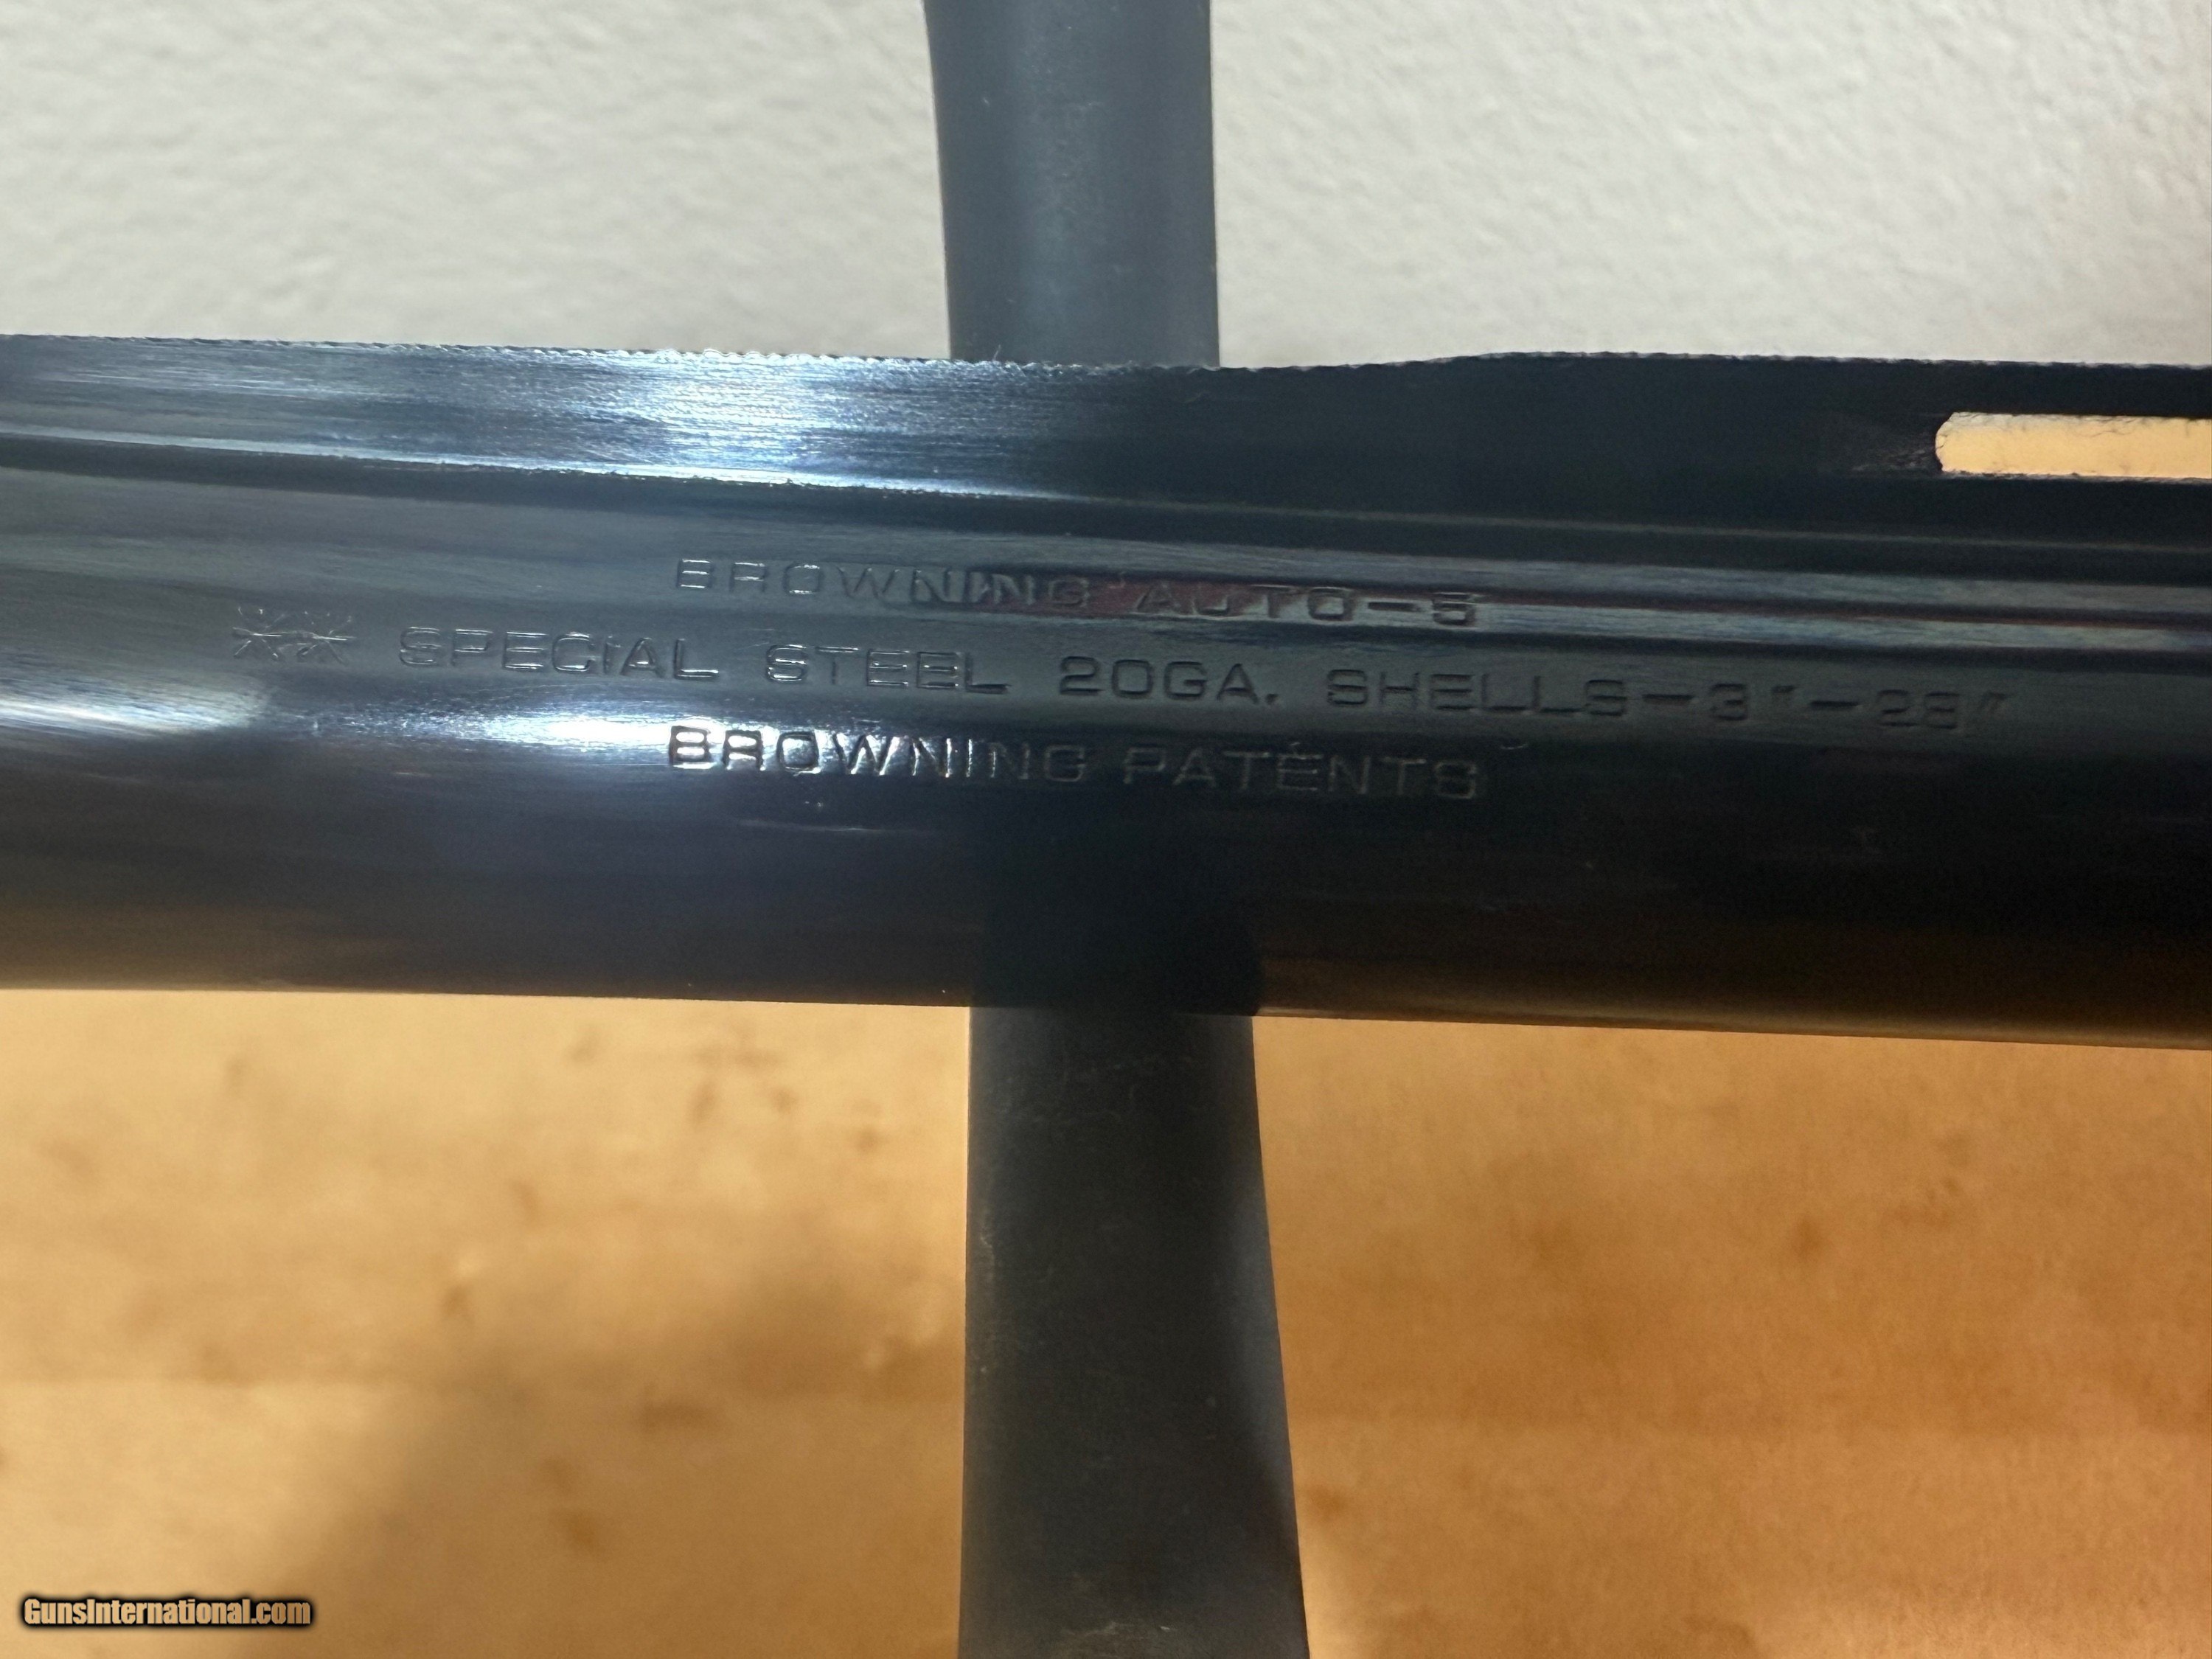 BROWNING AUTO-5
** SPECIAL STEEL 20GA. SHELLS-3"-28"
BROWNING PATENTS
GunsInternational.com